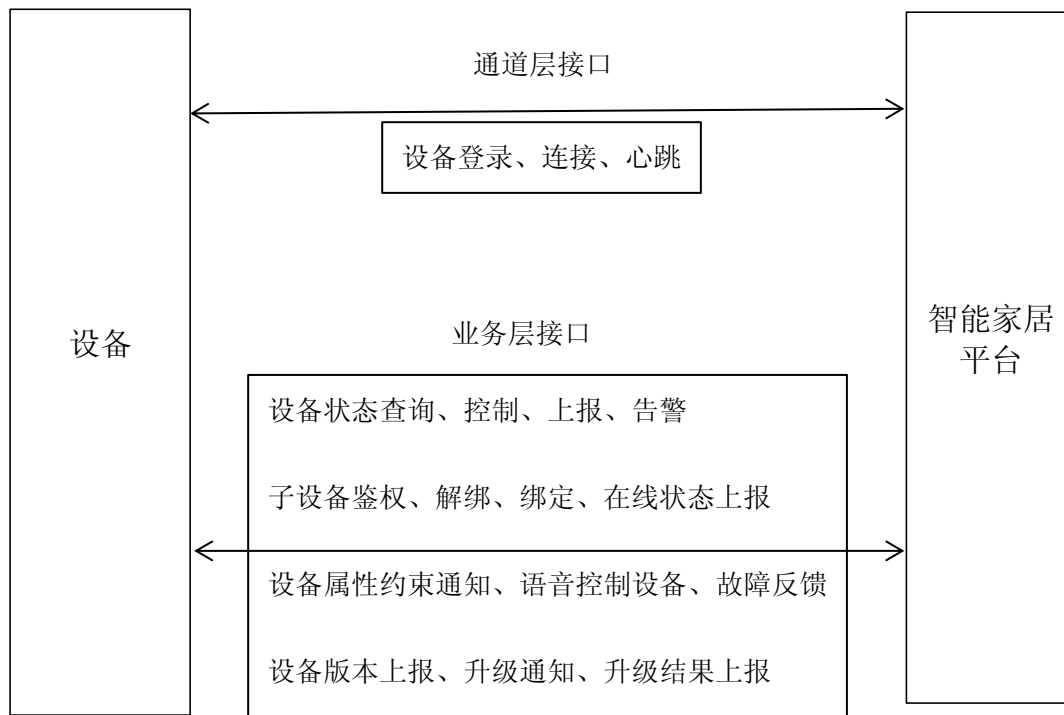 通道层接口
设备登录、连接、心跳
设备
智能家居
平台
业务层接口
设备状态查询、控制、上报、告警
子设备鉴权、解绑、绑定、在线状态上报
设备属性约束通知、语音控制设备、故障反馈
设备版本上报、升级通知、升级结果上报